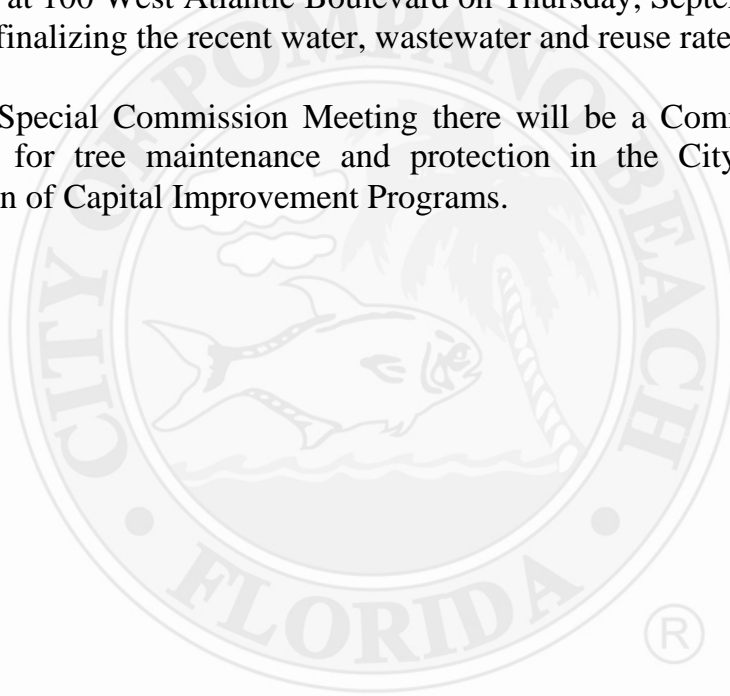 at 100 West Atlantic Boulevard on Thursday,
finalizing the recent water, wastewater and reuse rate
Special Commission Meeting there will be a
for tree maintenance and protection in the City
of Capital Improvement Programs.
CITY OF POMPANO BEACH
FLORIDA
®